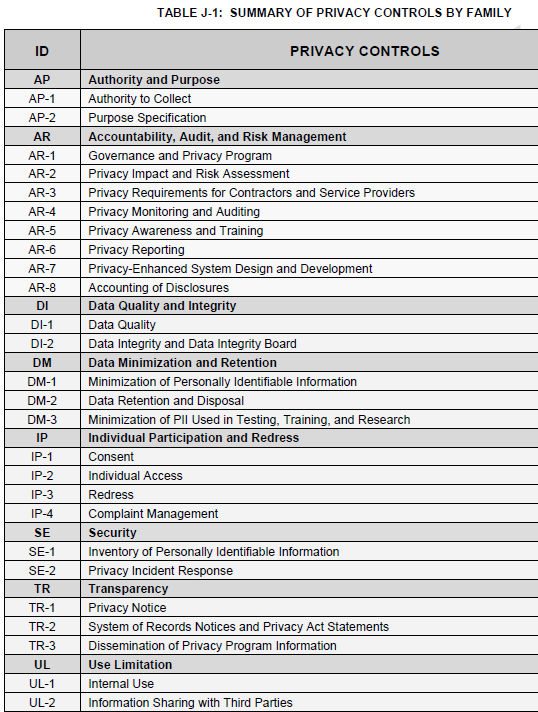 TABLE J-1: SUMMARY OF PRIVACY CONTROLS BY FAMILY
ID PRIVACY CONTROLS
AP Authority and Purpose
AP-1 Authority to Collect
AP-2 Purpose Specification
AR Accountability, Audit, and Risk Management
AR-1 Governance and Privacy Program
AR-2 Privacy Impact and Risk Assessment
AR-3 Privacy Requirements for Contractors and Service Providers
AR-4 Privacy Monitoring and Auditing
AR-5 Privacy Awareness and Training
AR-6 Privacy Reporting
AR-7 Privacy-Enhanced System Design and Development
AR-8 Accounting of Disclosures
DI Data Quality and Integrity
DI-1 Data Quality
DI-2 Data Integrity and Data Integrity Board
DM Data Minimization and Retention
DM-1 Minimization of Personally Identifiable Information
DM-2 Data Retention and Disposal
DM-3 Minimization of PII Used in Testing, Training, and Research
IP Individual Participation and Redress
IP-1 Consent
IP-2 Individual Access
IP-3 Redress
IP-4 Complaint Management
SE Security
SE-1 Inventory of Personally Identifiable Information
SE-2 Privacy Incident Response
TR Transparency
TR-1 Privacy Notice
TR-2 System of Records Notices and Privacy Act Statements
TR-3 Dissemination of Privacy Program Information
UL Use Limitation
UL-1 Internal Use
UL-2 Information Sharing with Third Parties